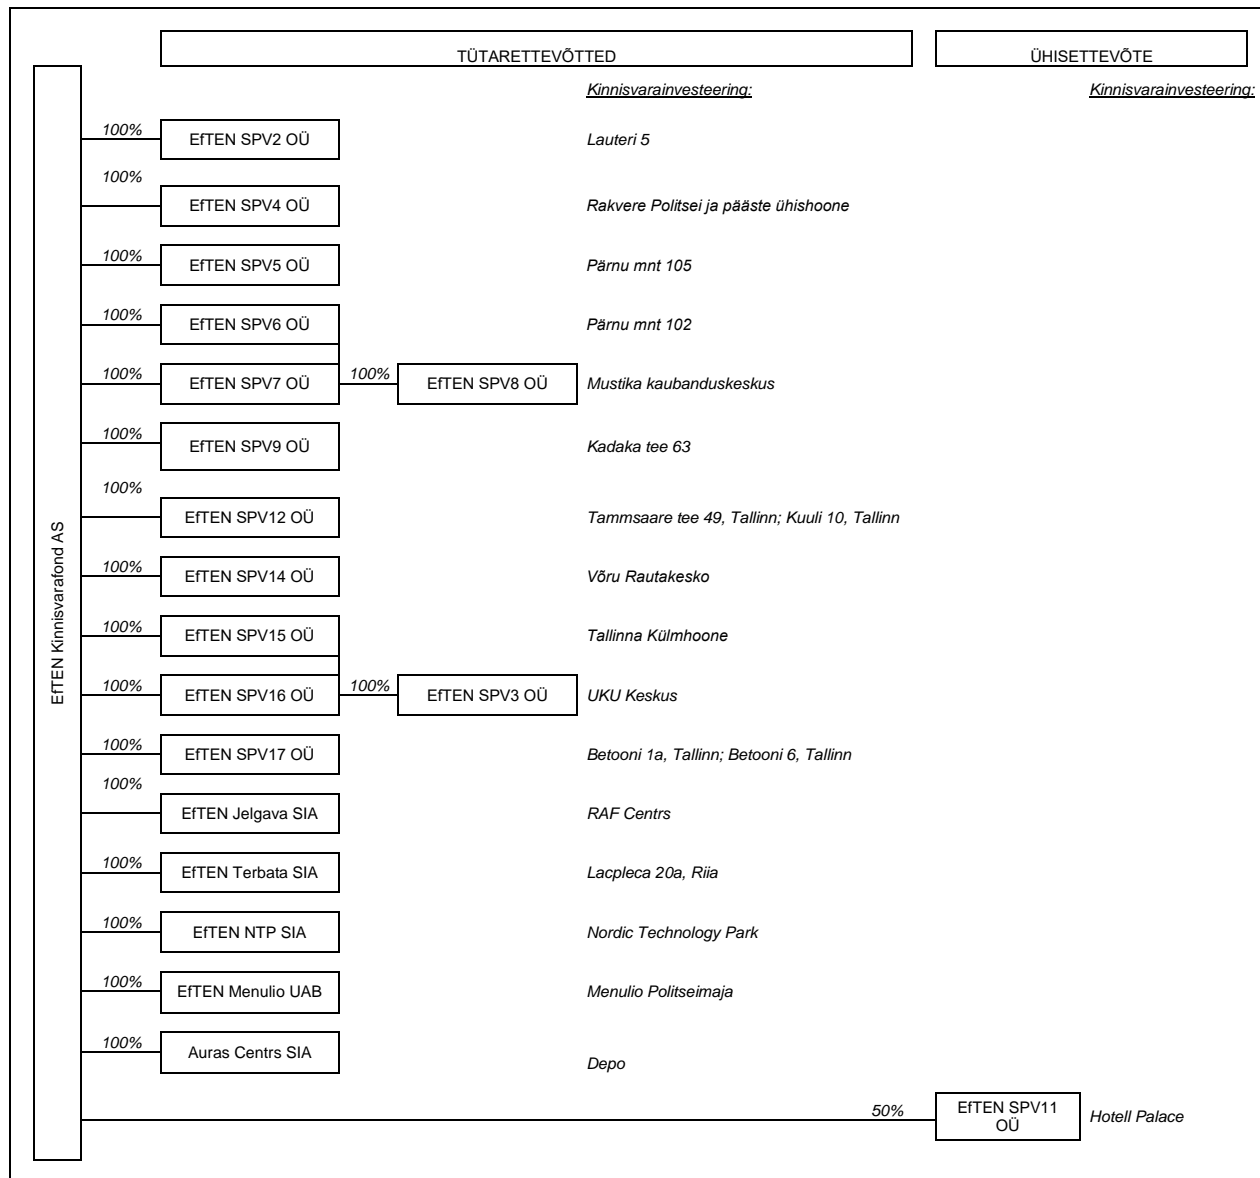 TÜTARETTEVÕTTED
ÜHISETTEVÕTE
Kinnisvarainvesteering:
Kinnisvarainvesteering:
EfTEN Kinnisvarafond AS
100%
EfTEN SPV2 OÜ
Lauteri 5
100%
EfTEN SPV4 OÜ
Rakvere Politsei ja pääste ühishoone
100%
EfTEN SPV5 OÜ
Pärnu mnt 105
100%
EfTEN SPV6 OÜ
Pärnu mnt 102
100%
EfTEN SPV7 OÜ
100%
EfTEN SPV8 OÜ
Mustika kaubanduskeskus
100%
EfTEN SPV9 OÜ
Kadaka tee 63
100%
EfTEN SPV12 OÜ
Tammsaare tee 49, Tallinn; Kuuli 10, Tallinn
100%
EfTEN SPV14 OÜ
Võru Rautakesko
100%
EfTEN SPV15 OÜ
Tallinna Külmhoone
100%
EfTEN SPV16 OÜ
100%
EfTEN SPV3 OÜ
UKU Keskus
100%
EfTEN SPV17 OÜ
Betooni 1a, Tallinn; Betooni 6, Tallinn
100%
EfTEN Jelgava SIA
RAF Centrs
100%
EfTEN Terbata SIA
Lacpleca 20a, Riia
100%
EfTEN NTP SIA
Nordic Technology Park
100%
EfTEN Menulio UAB
Menulio Politseimaja
100%
Auras Centrs SIA
Depo
50%
EfTEN SPV11
OÜ
Hotell Palace